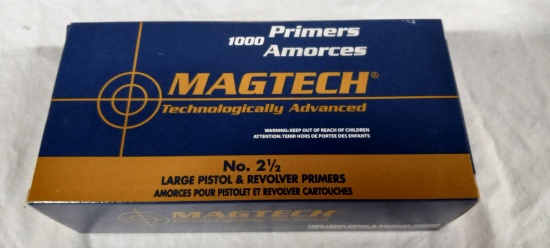 1000 Primers
Amorces
MAGTECH®
Technologically Advanced
WARNING: KEEP OUT OF REACH OF CHILDREN
ATTENTION: TENIR HORS DE PORTEE DES ENFANTS
No. 2½
LARGE PISTOL & REVOLVER PRIMERS
AMORCES POUR PISTOLET ET REVOLVER CARTOUCHES
MAGTECH